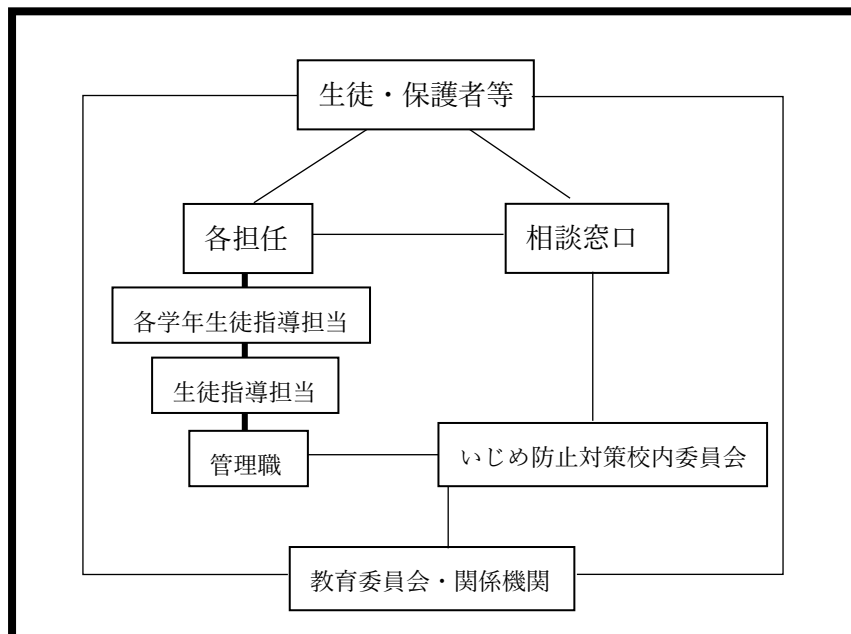 生徒・保護者等
各担任
相談窓口
各学年生徒指導担当
生徒指導担当
管理職
いじめ防止対策校内委員会
教育委員会・関係機関